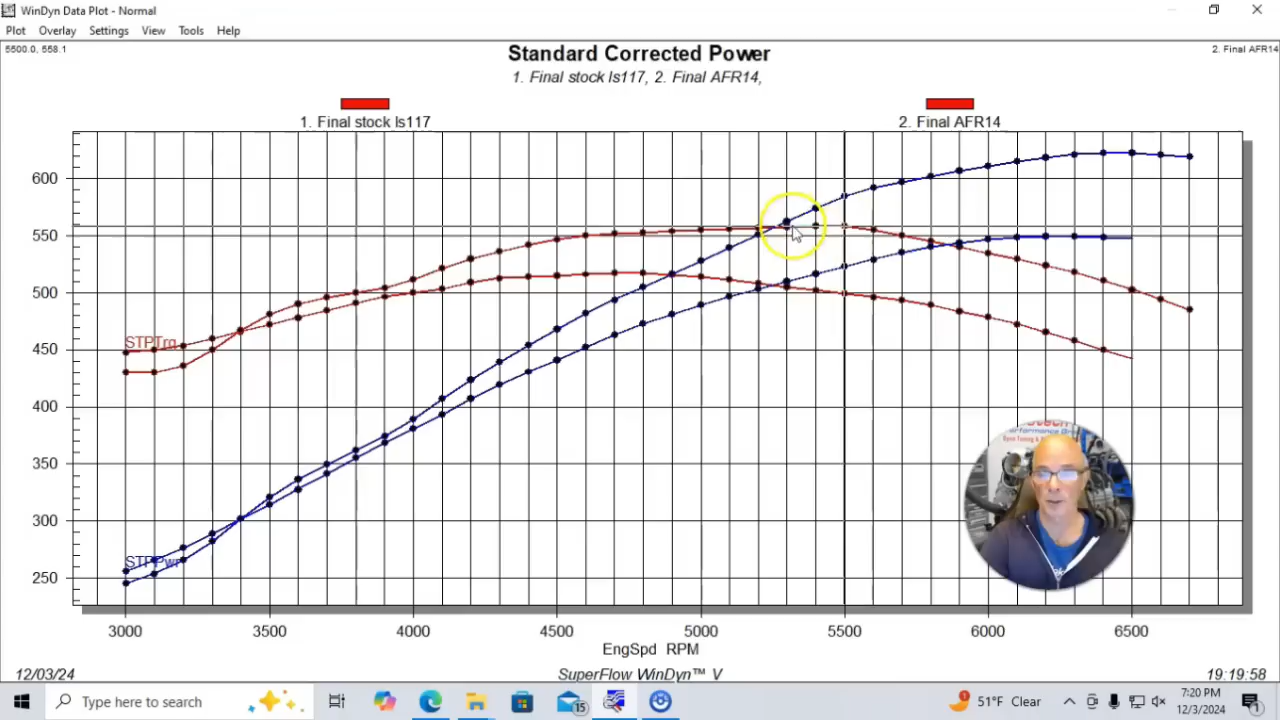 WinDyn Data Plot - Normal
Plot Overlay Settings View Tools Help
5500.0, 558.1
2. Final AFR14
Standard Corrected Power
1. Final stock ls117, 2. Final AFR14,
1. Final stock ls117
2. Final AFR14
600
550
500
450
400
350
300
250
STPTrq
STPPwr
3000 3500 4000 4500 5000 5500 6000 6500
EngSpd RPM
12/03/24
SuperFlow WinDyn™ V
19:19:58
Type here to search
15
1
51°F Clear
7:20 PM
12/3/2024
1